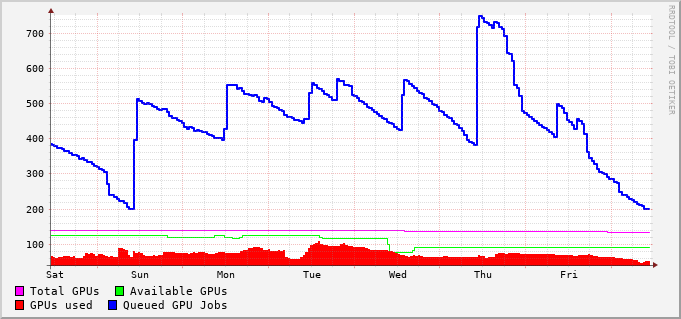 700
600
500
400
300
200
100
Sat Sun Mon Tue Wed Thu Fri
Total GPUs Available GPUs
GPUs used Queued GPU Jobs
RRDTOOL / TOBI OETIKER